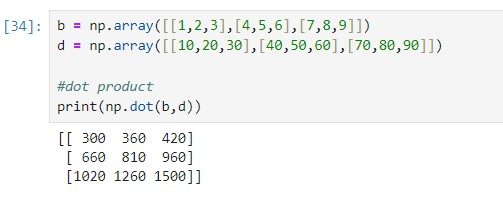 [34]: b = np.array([[1,2,3],[4,5,6],[7,8,9]])
d = np.array([[10,20,30],[40,50,60],[70,80,90]])
#dot product
print(np.dot(b,d))
[[ 300 360 420]
[ 660 810 960]
[1020 1260 1500]]